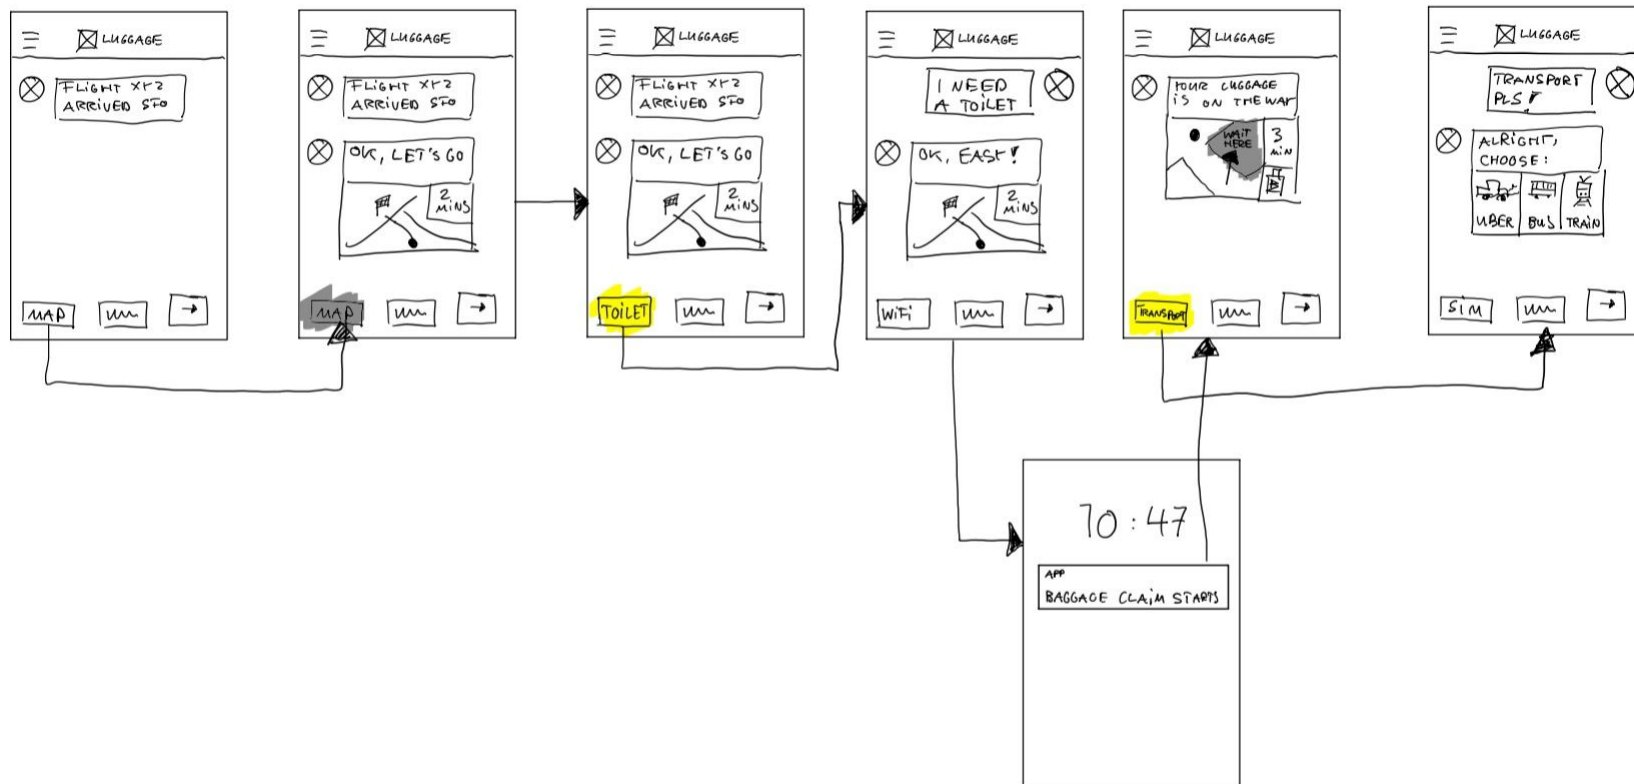 LUGGAGE
FLIGHT XYZ
ARRIVED SFO
MAP
LUGGAGE
FLIGHT XYZ
ARRIVED SFO
OK, LET'S GO
2
MINS
MAP
LUGGAGE
FLIGHT XYZ
ARRIVED SFO
OK, LET'S GO
2
MINS
TOILET
LUGGAGE
I NEED
A TOILET
OK, EASY!
2
MINS
WiFi
LUGGAGE
YOUR LUGGAGE
IS ON THE WAY
WAIT
HERE
3
MIN
TRANSPORT
LUGGAGE
TRANSPORT
PLS!
ALRIGHT,
CHOOSE:
UBER
BUS
TRAIN
SIM
10:47
APP
BAGGAGE CLAIM STARTS